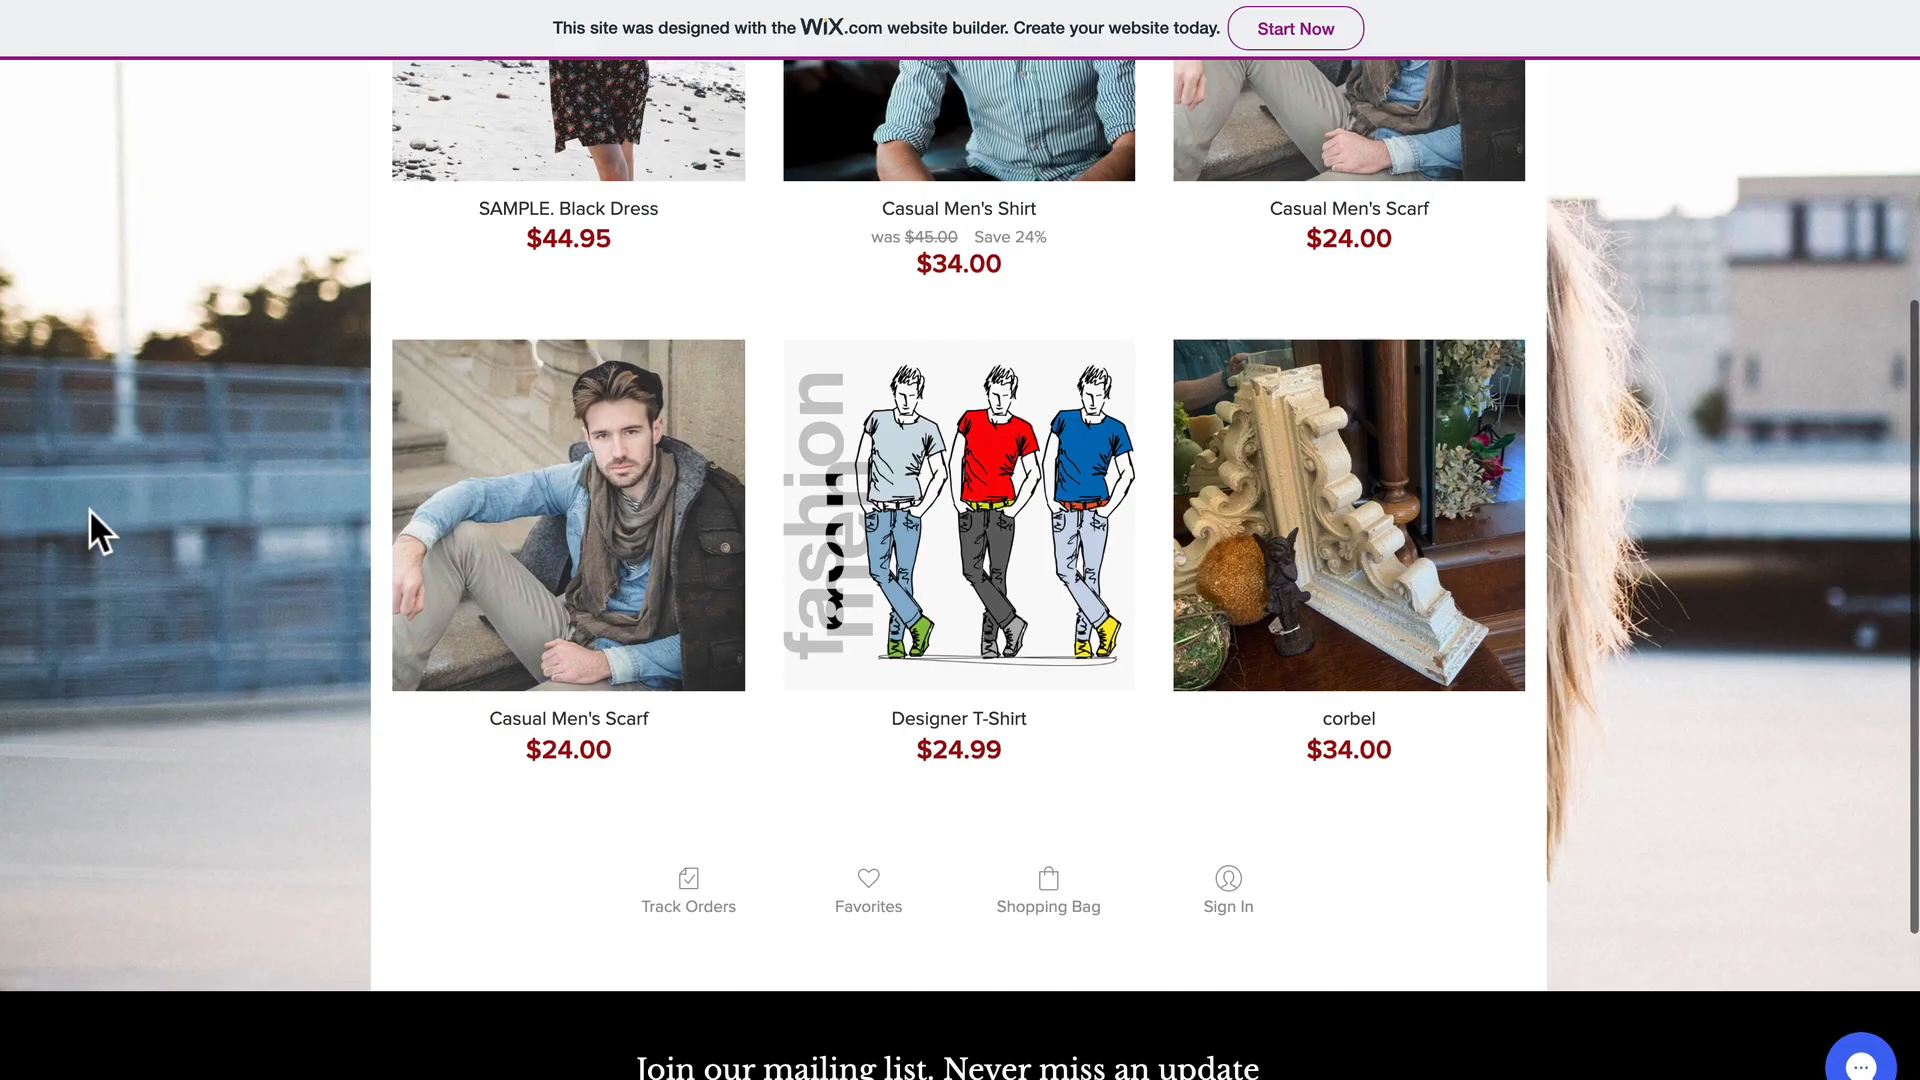 This site was designed with the WiX.com website builder. Create your website today. Start Now
SAMPLE. Black Dress
$44.95
Casual Men's Shirt
was $45.00 Save 24%
$34.00
Casual Men's Scarf
$24.00
fashion
men
Casual Men's Scarf
$24.00
Designer T-Shirt
$24.99
corbel
$34.00
Track Orders
Favorites
Shopping Bag
Sign In
Join our mailing list. Never miss an update